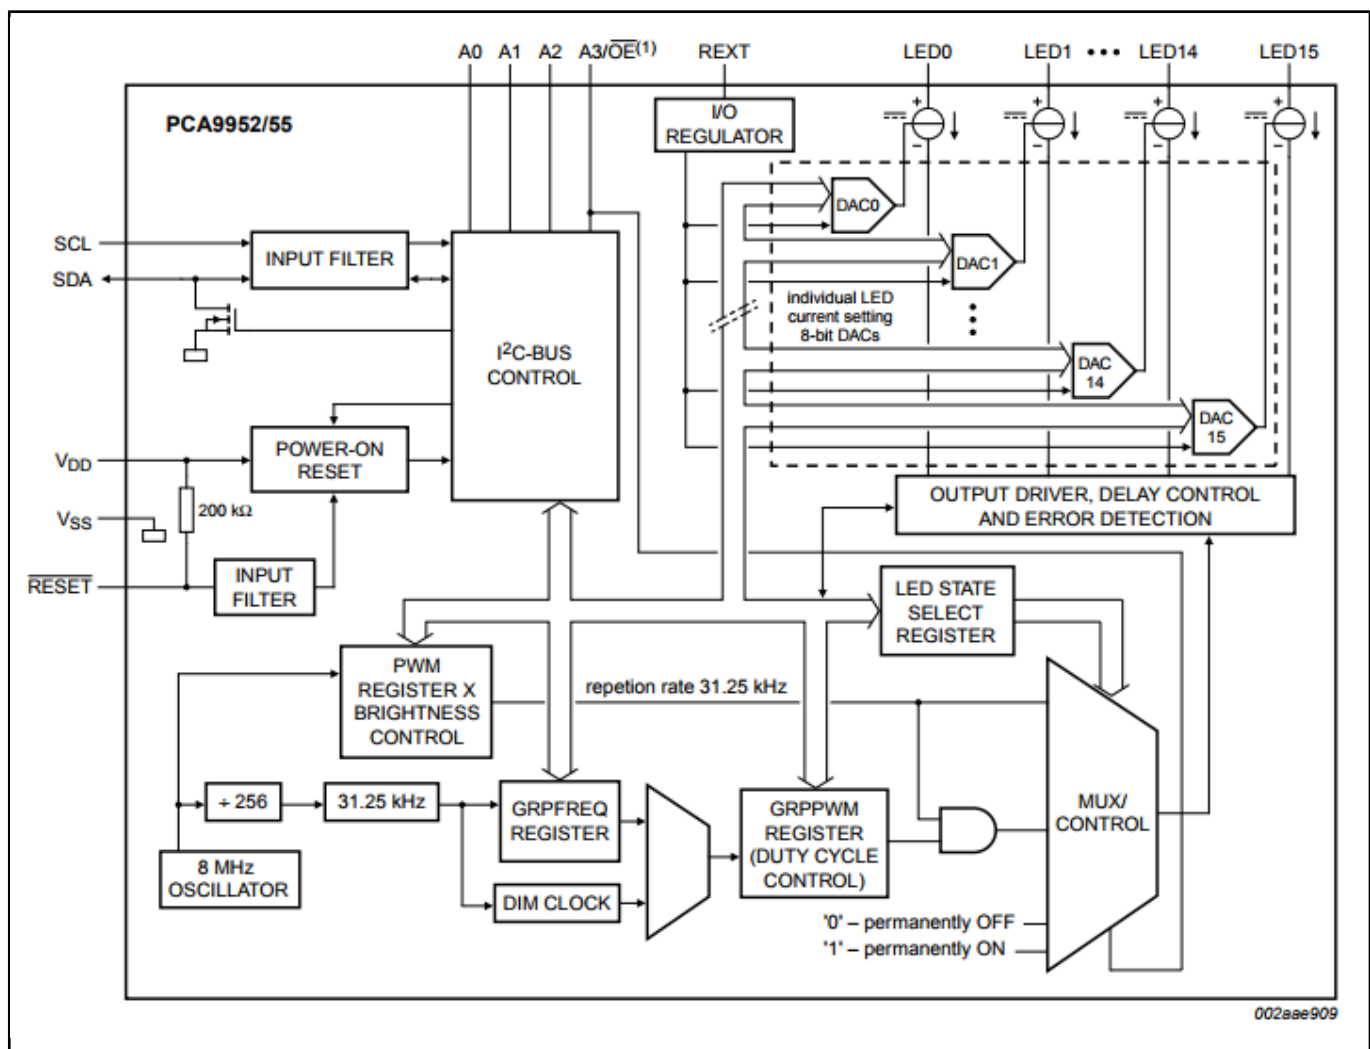 A0 A1 A2 A3/OE(1) REXT LED0 LED1 ••• LED14 LED15
PCA9952/55
I/O
REGULATOR
+ + + +
− − − −
DAC0
SCL
SDA
INPUT FILTER
DAC1
individual LED
current setting
8-bit DACs
I²C-BUS
CONTROL
DAC
14
DAC
15
POWER-ON
RESET
VDD
200 kΩ
VSS
RESET
INPUT
FILTER
OUTPUT DRIVER, DELAY CONTROL
AND ERROR DETECTION
LED STATE
SELECT
REGISTER
PWM
REGISTER X
BRIGHTNESS
CONTROL
repetion rate 31.25 kHz
÷ 256
31.25 kHz
GRPFREQ
REGISTER
GRPPWM
REGISTER
(DUTY CYCLE
CONTROL)
MUX/
CONTROL
8 MHz
OSCILLATOR
DIM CLOCK
'0' – permanently OFF
'1' – permanently ON
002aae909